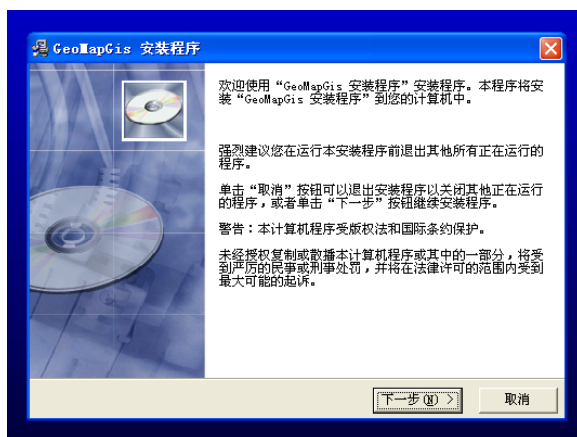 GeoMapGis 安装程序
欢迎使用“GeoMapGis 安装程序”安装程序。本程序将安
装“GeoMapGis 安装程序”到您的计算机中。
强烈建议您在运行本安装程序前退出其他所有正在运行的
程序。
单击“取消”按钮可以退出安装程序以关闭其他正在运行
的程序，或者单击“下一步”按钮继续安装程序。
警告：本计算机程序受版权法和国际条约保护。
未经授权复制或散播本计算机程序或其中的一部分，将受
到严厉的民事或刑事处罚，并将在法律许可的范围内受到
最大可能的起诉。
下一步(N) >
取消